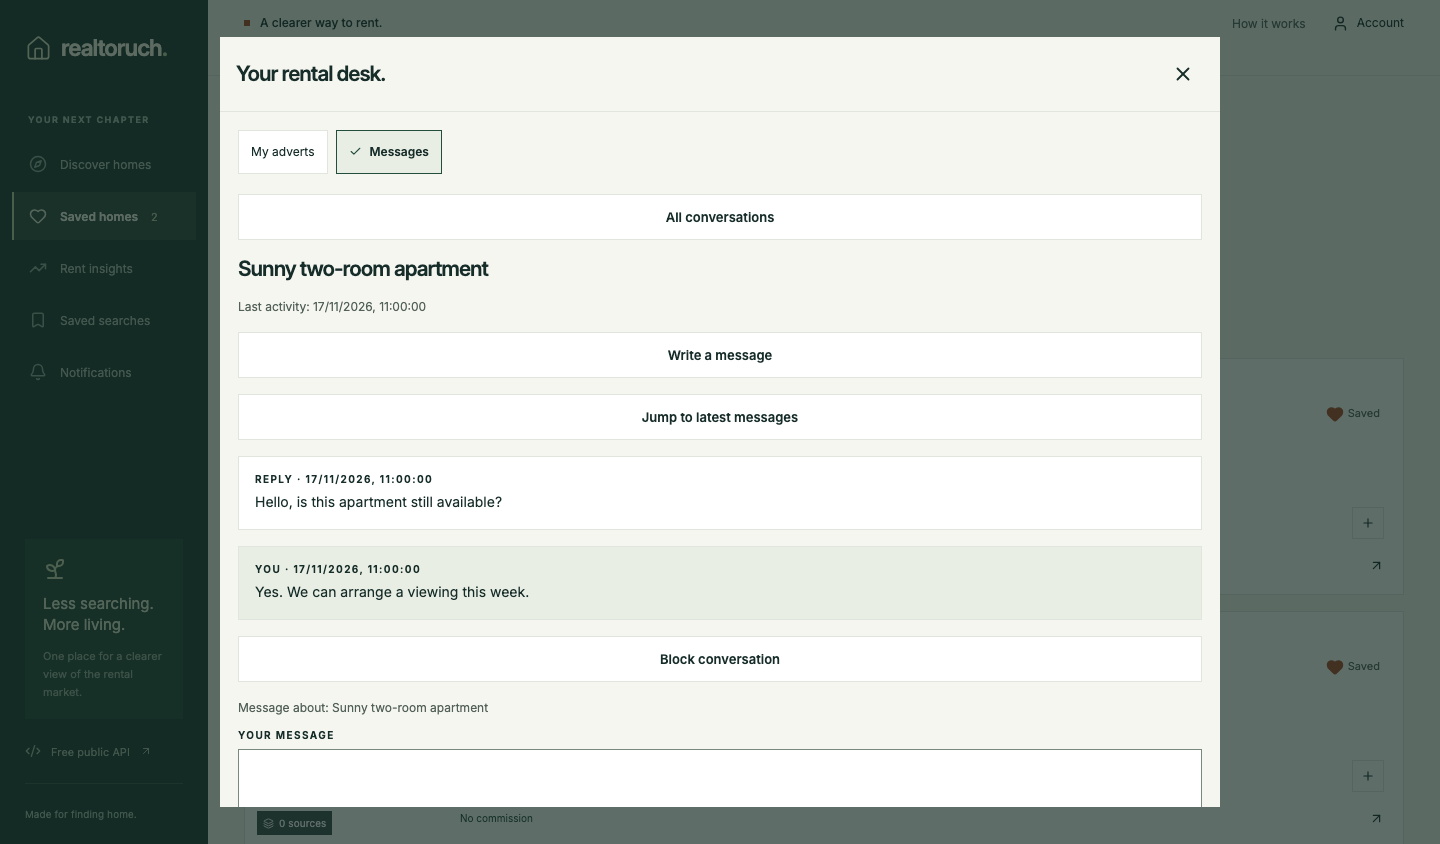 realtoruch.
YOUR NEXT CHAPTER
Discover homes
Saved homes 2
Rent insights
Saved searches
Notifications
Less searching.
More living.
One place for a clearer
view of the rental
market.
Free public API
Made for finding home.
A clearer way to rent.
How it works
Account
Your rental desk.
My adverts
Messages
All conversations
Sunny two-room apartment
Last activity: 17/11/2026, 11:00:00
Write a message
Jump to latest messages
REPLY · 17/11/2026, 11:00:00
Hello, is this apartment still available?
YOU · 17/11/2026, 11:00:00
Yes. We can arrange a viewing this week.
Block conversation
Message about: Sunny two-room apartment
YOUR MESSAGE
Saved
Saved
0 sources
No commission